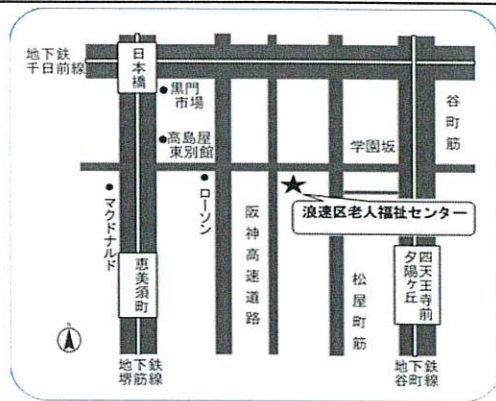 地下鉄
千日前線
日本橋
黒門
市場
高島屋
東別館
谷町筋
学園坂
マクドナルド
ローソン
浪速区老人福祉センター
阪神高速道路
恵美須町
松屋町筋
四天王寺前
夕陽ヶ丘
N
地下鉄
堺筋線
地下鉄
谷町線